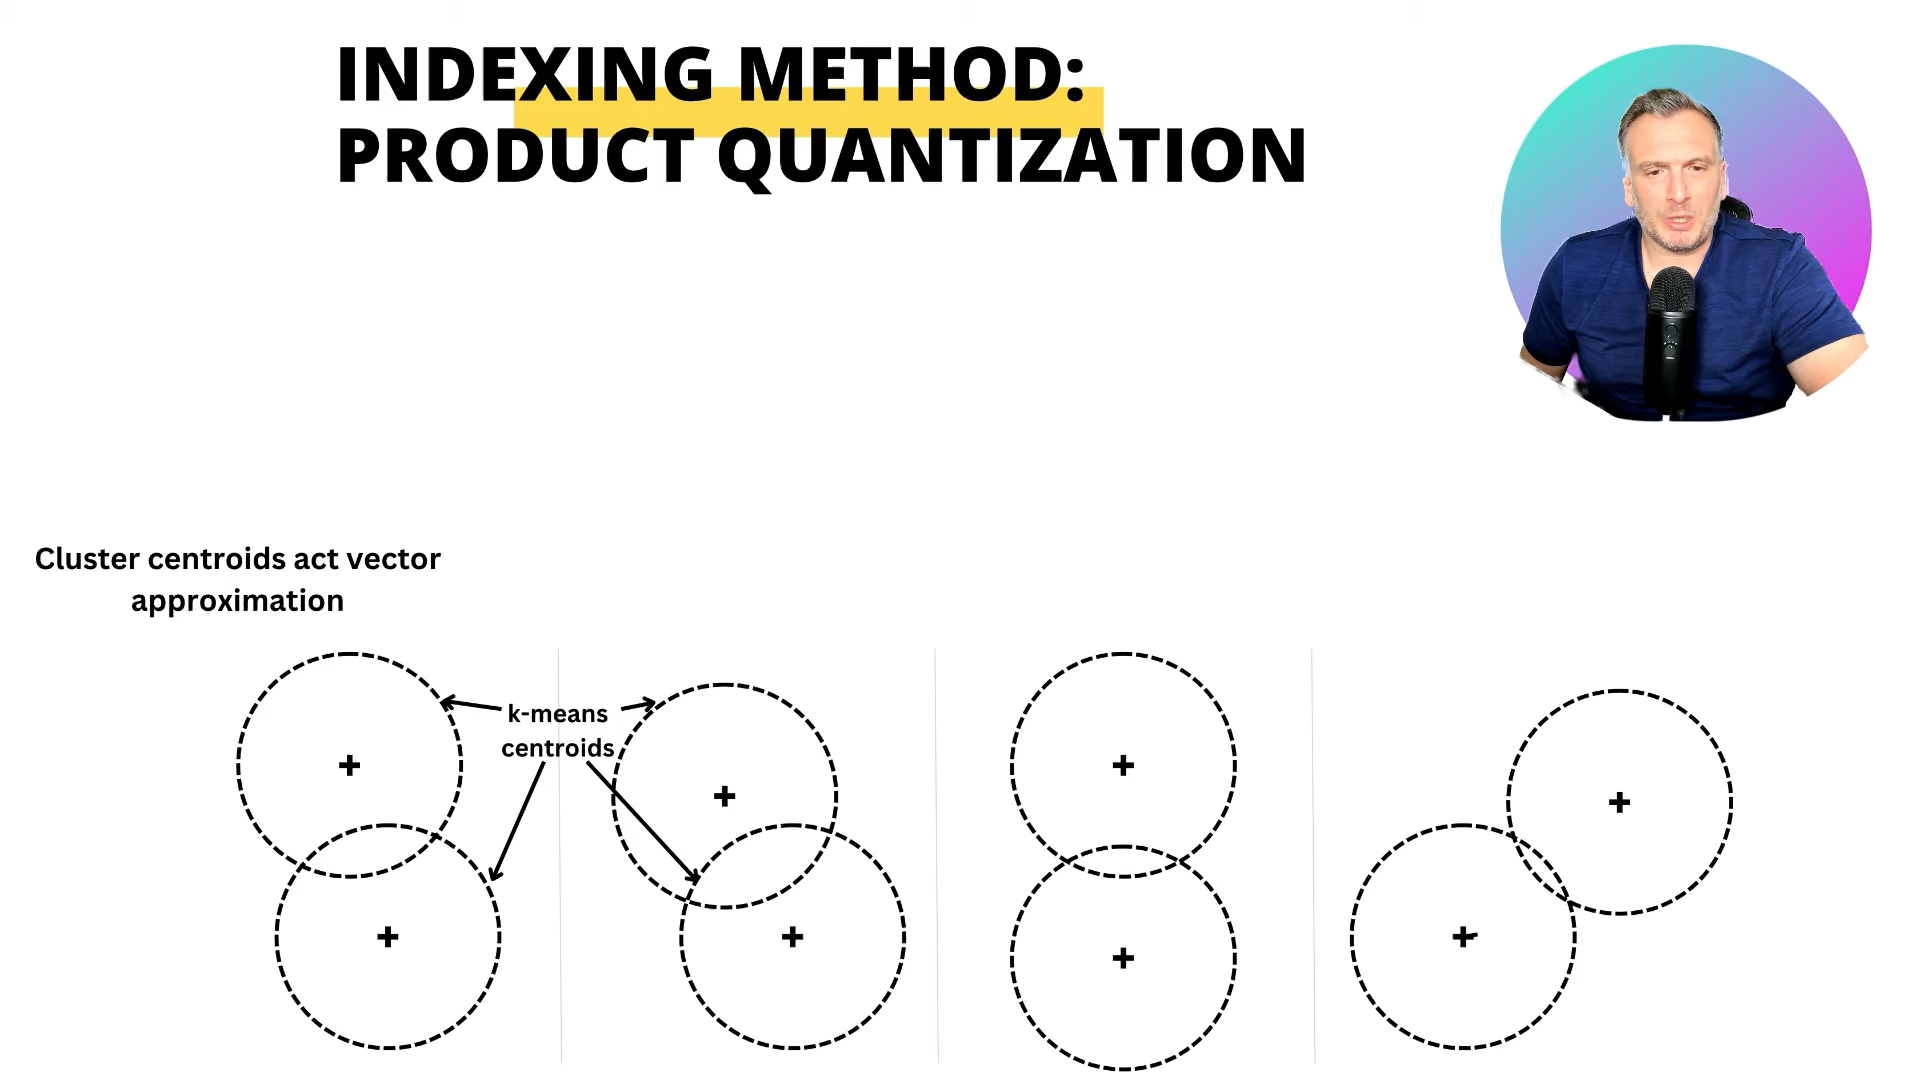 INDEXING METHOD:
PRODUCT QUANTIZATION
Cluster centroids act vector
approximation
k-means
centroids